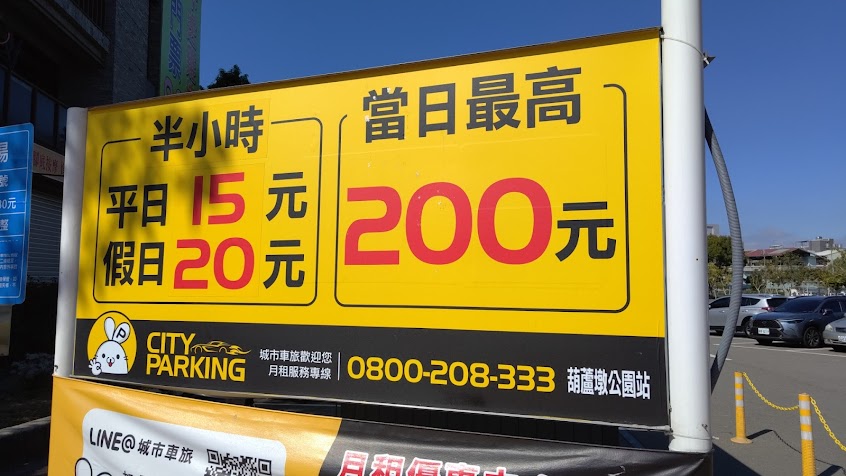 半小時
平日 15 元
假日 20 元
當日最高
200元
P
CITY
PARKING
城市車旅歡迎您
月租服務專線
0800-208-333
葫蘆墩公園站
LINE@城市車旅